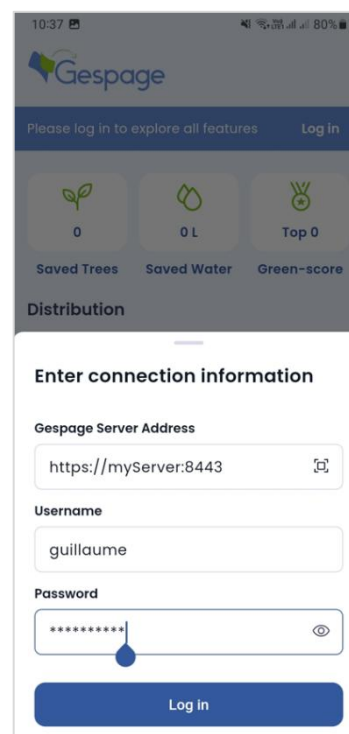 10:37 80%
Gespage
Please log in to explore all features Log in
0 0 L Top 0
Saved Trees Saved Water Green-score
Distribution
Enter connection information
Gespage Server Address
https://myServer:8443
Username
guillaume
Password
**********
Log in